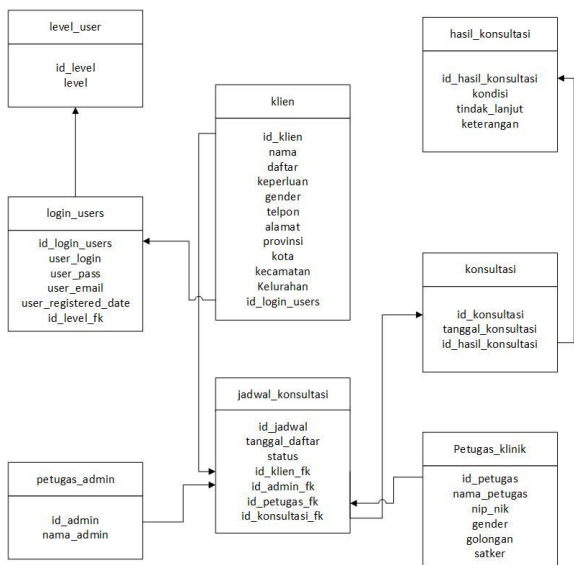 level_user
id_level
level
hasil_konsultasi
id_hasil_konsultasi
kondisi
tindak_lanjut
keterangan
klien
id_klien
nama
daftar
keperluan
gender
telpon
alamat
provinsi
kota
kecamatan
Kelurahan
id_login_users
login_users
id_login_users
user_login
user_pass
user_email
user_registered_date
id_level_fk
konsultasi
id_konsultasi
tanggal_konsultasi
id_hasil_konsultasi
jadwal_konsultasi
id_jadwal
tanggal_daftar
status
id_klien_fk
id_admin_fk
id_petugas_fk
id_konsultasi_fk
petugas_admin
id_admin
nama_admin
Petugas_klinik
id_petugas
nama_petugas
nip_nik
gender
golongan
satker